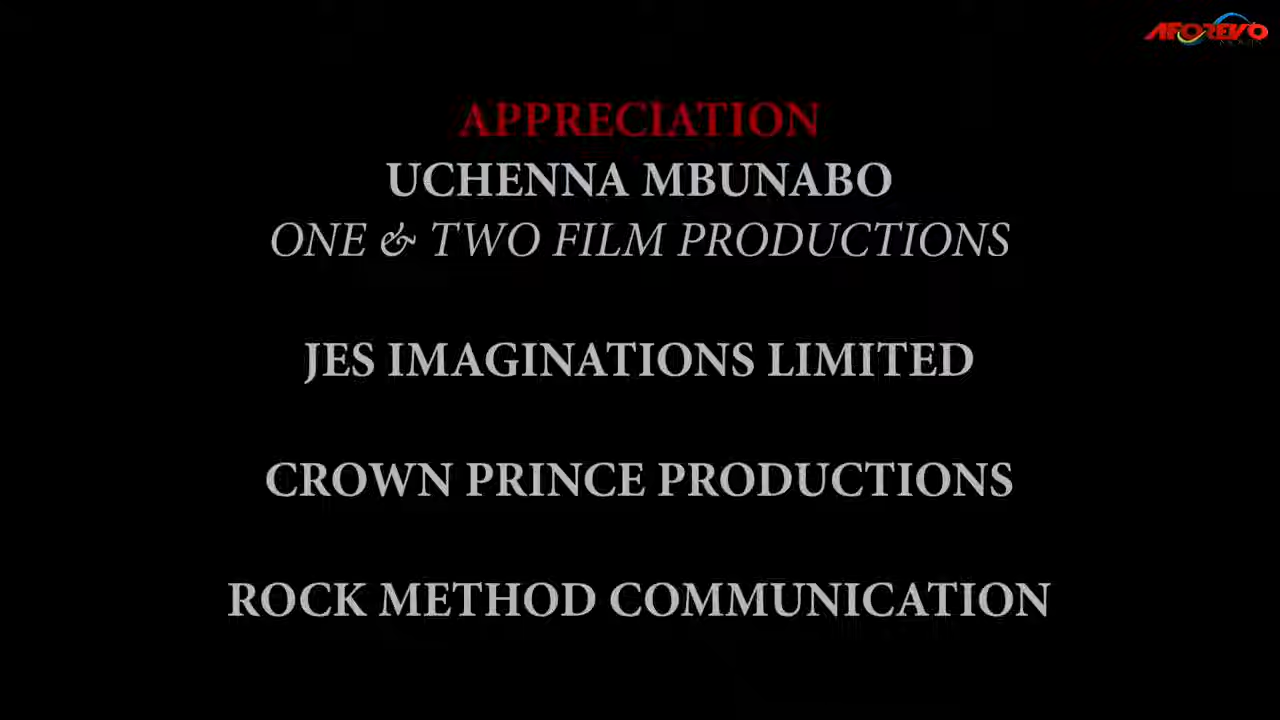 AFOREVO
APPRECIATION
UCHENNA MBUNABO
ONE & TWO FILM PRODUCTIONS
JES IMAGINATIONS LIMITED
CROWN PRINCE PRODUCTIONS
ROCK METHOD COMMUNICATION